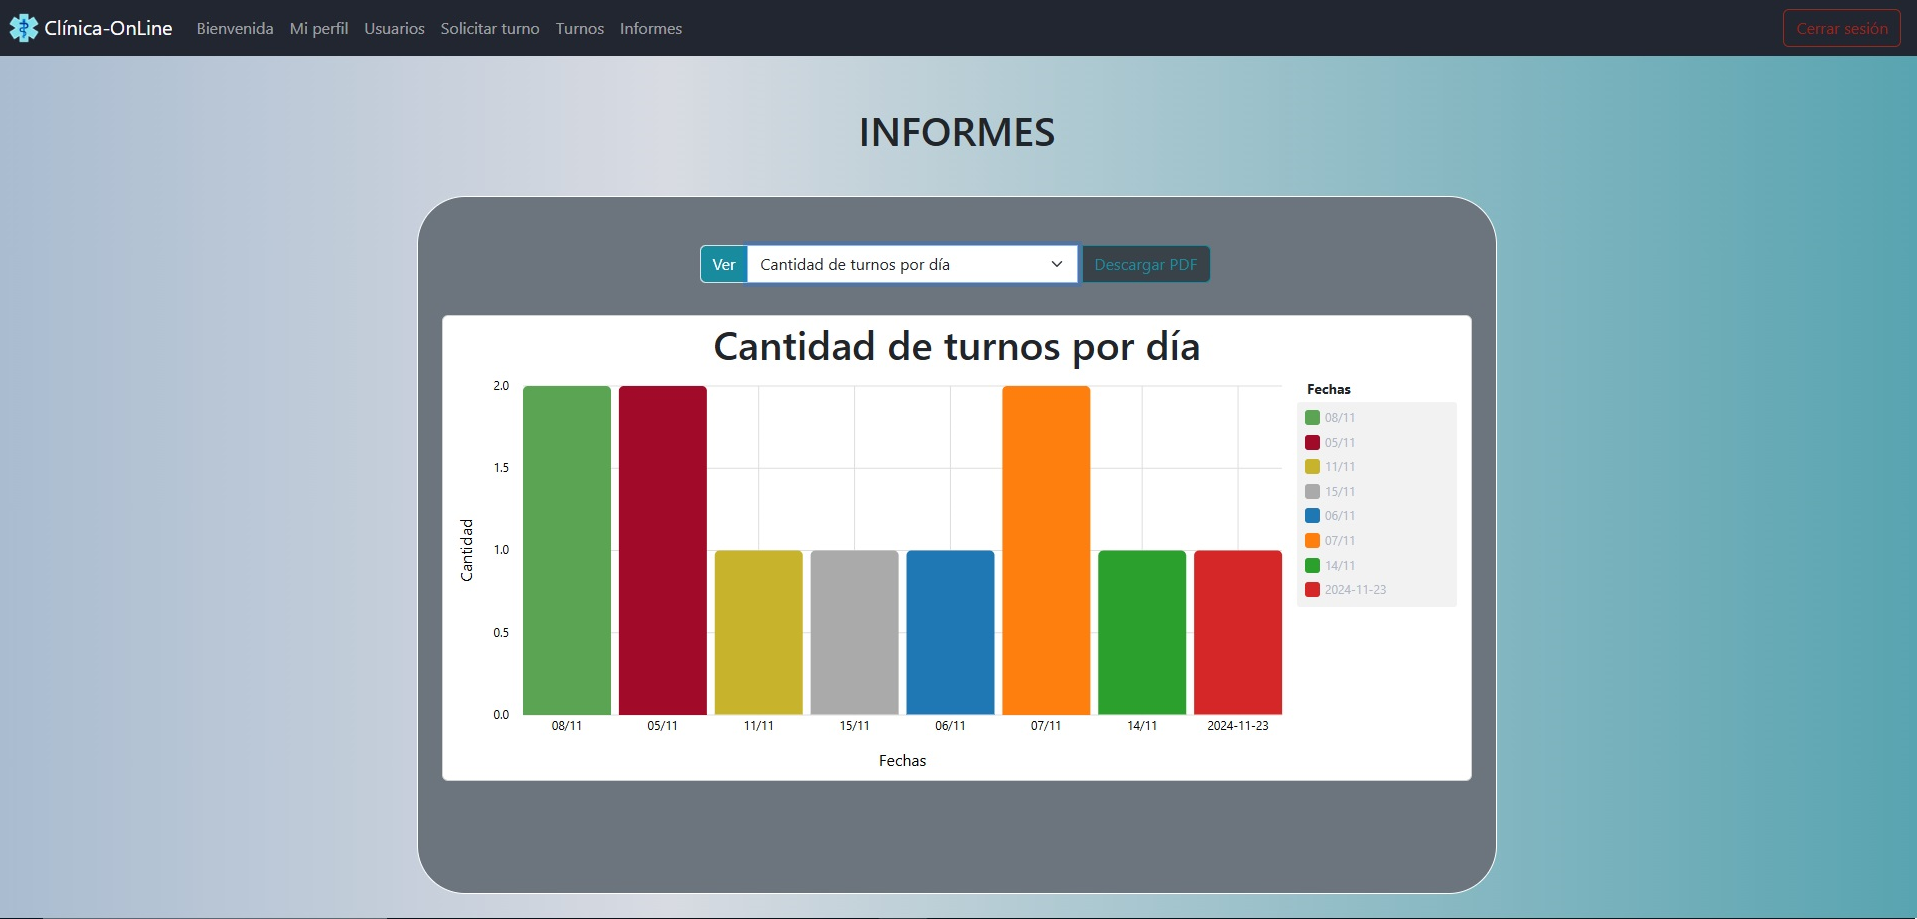 Clínica-OnLine Bienvenida Mi perfil Usuarios Solicitar turno Turnos Informes Cerrar sesión
INFORMES
Ver Cantidad de turnos por día Descargar PDF
Cantidad de turnos por día
Cantidad
2.0
1.5
1.0
0.5
0.0
08/11 05/11 11/11 15/11 06/11 07/11 14/11 2024-11-23
Fechas
Fechas
08/11
05/11
11/11
15/11
06/11
07/11
14/11
2024-11-23